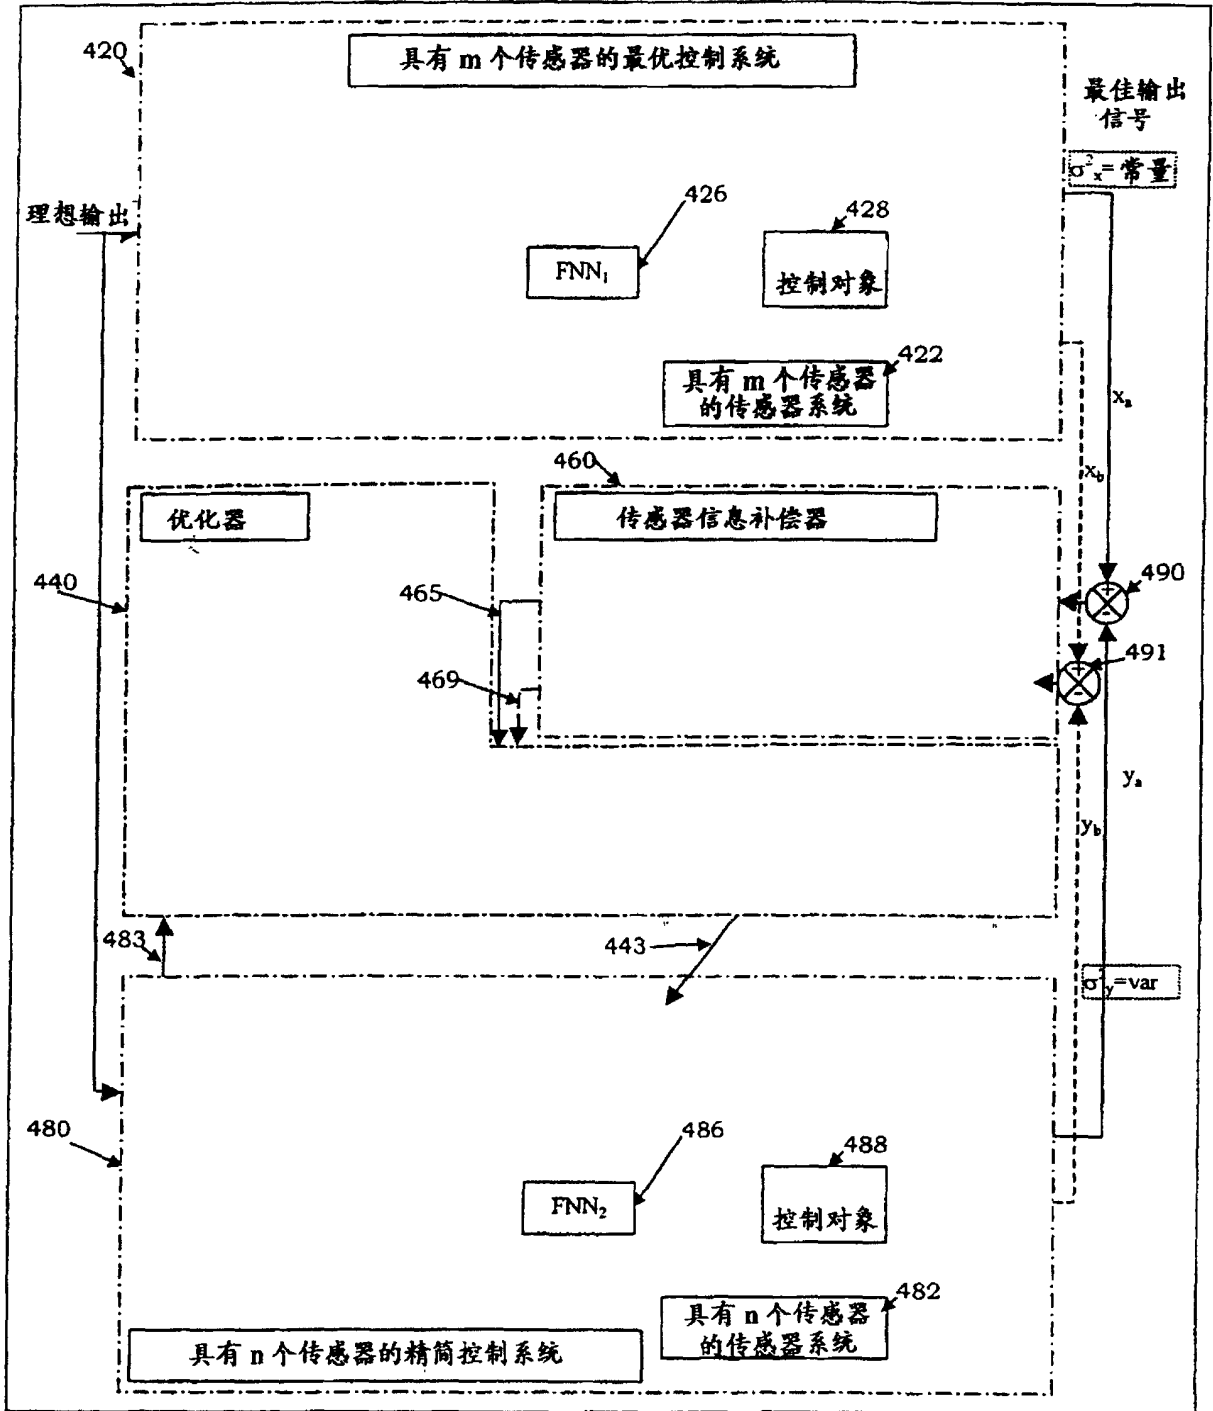 420
具有 m 个传感器的最优控制系统
最佳输出
信号
σ²ₓ=常量
理想输出
426
428
FNN₁
控制对象
422
具有 m 个传感器
的传感器系统
xₐ
x_b
460
优化器
传感器信息补偿器
440
465
490
+
-
491
+
-
469
yₐ
y_b
483
443
σ²_y=var
480
486
488
FNN₂
控制对象
482
具有 n 个传感器
的传感器系统
具有 n 个传感器的精简控制系统